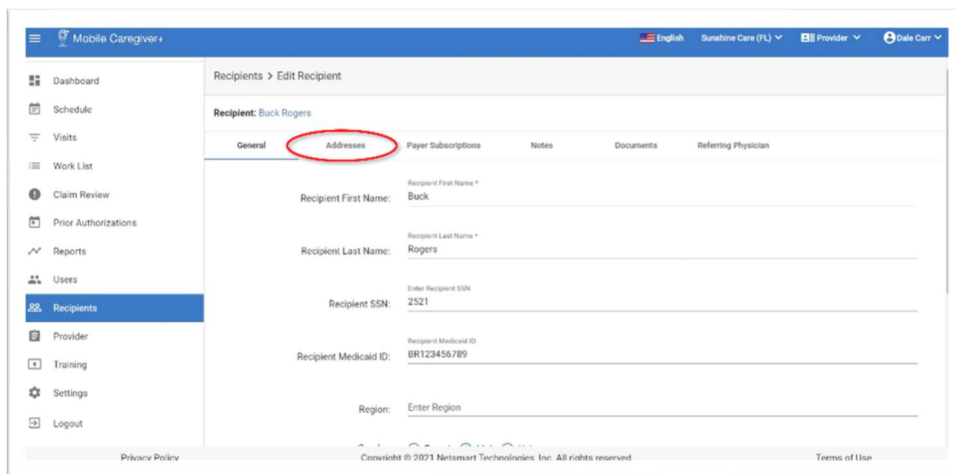 Mobile Caregiver+
English Sunshine Care (FL) Provider Dale Carr
Dashboard
Schedule
Visits
Work List
Claim Review
Prior Authorizations
Reports
Users
Recipients
Provider
Training
Settings
Logout
Recipients > Edit Recipient
Recipient: Buck Rogers
General Addresses Payer Subscriptions Notes Documents Referring Physician
Recipient First Name *
Recipient First Name: Buck
Recipient Last Name *
Recipient Last Name: Rogers
Enter Recipient SSN
Recipient SSN: 2521
Recipient Medicaid ID
Recipient Medicaid ID: BR123456789
Region: Enter Region
Privacy Policy Copyright © 2021 Netsmart Technologies, Inc. All rights reserved Terms of Use